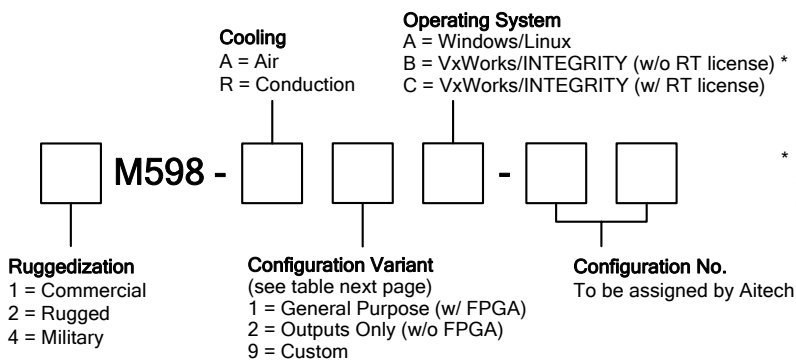 Operating System
A = Windows/Linux
B = VxWorks/INTEGRITY (w/o RT license) *
C = VxWorks/INTEGRITY (w/ RT license)
Cooling
A = Air
R = Conduction
M598 - -
*
Ruggedization
1 = Commercial
2 = Rugged
4 = Military
Configuration Variant
(see table next page)
1 = General Purpose (w/ FPGA)
2 = Outputs Only (w/o FPGA)
9 = Custom
Configuration No.
To be assigned by Aitech